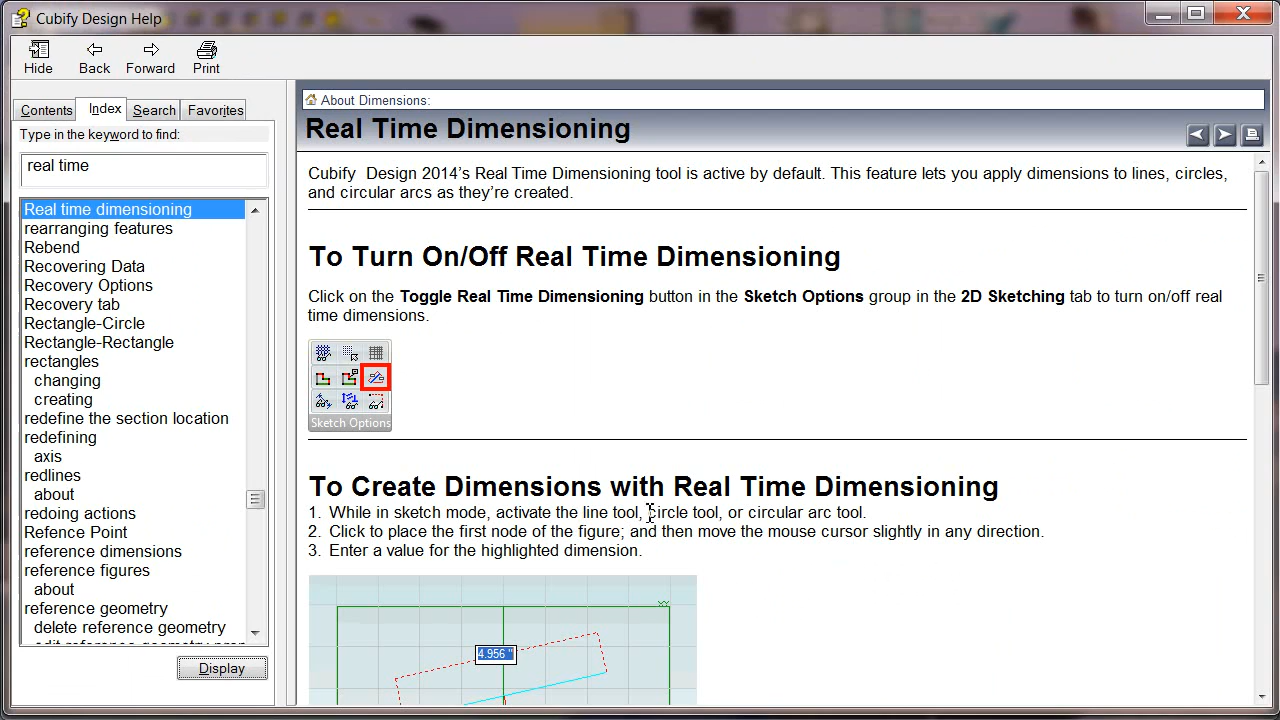 Cubify Design Help
Hide
Back
Forward
Print
Contents
Index
Search
Favorites
Type in the keyword to find:
real time
Real time dimensioning
rearranging features
Rebend
Recovering Data
Recovery Options
Recovery tab
Rectangle-Circle
Rectangle-Rectangle
rectangles
changing
creating
redefine the section location
redefining
axis
redlines
about
redoing actions
Refence Point
reference dimensions
reference figures
about
reference geometry
delete reference geometry
Display
About Dimensions:
Real Time Dimensioning
Cubify  Design 2014's Real Time Dimensioning tool is active by default. This feature lets you apply dimensions to lines, circles,
and circular arcs as they're created.
To Turn On/Off Real Time Dimensioning
Click on the Toggle Real Time Dimensioning button in the Sketch Options group in the 2D Sketching tab to turn on/off real
time dimensions.
Sketch Options
To Create Dimensions with Real Time Dimensioning
1. While in sketch mode, activate the line tool, circle tool, or circular arc tool.
2. Click to place the first node of the figure; and then move the mouse cursor slightly in any direction.
3. Enter a value for the highlighted dimension.
4.956 "